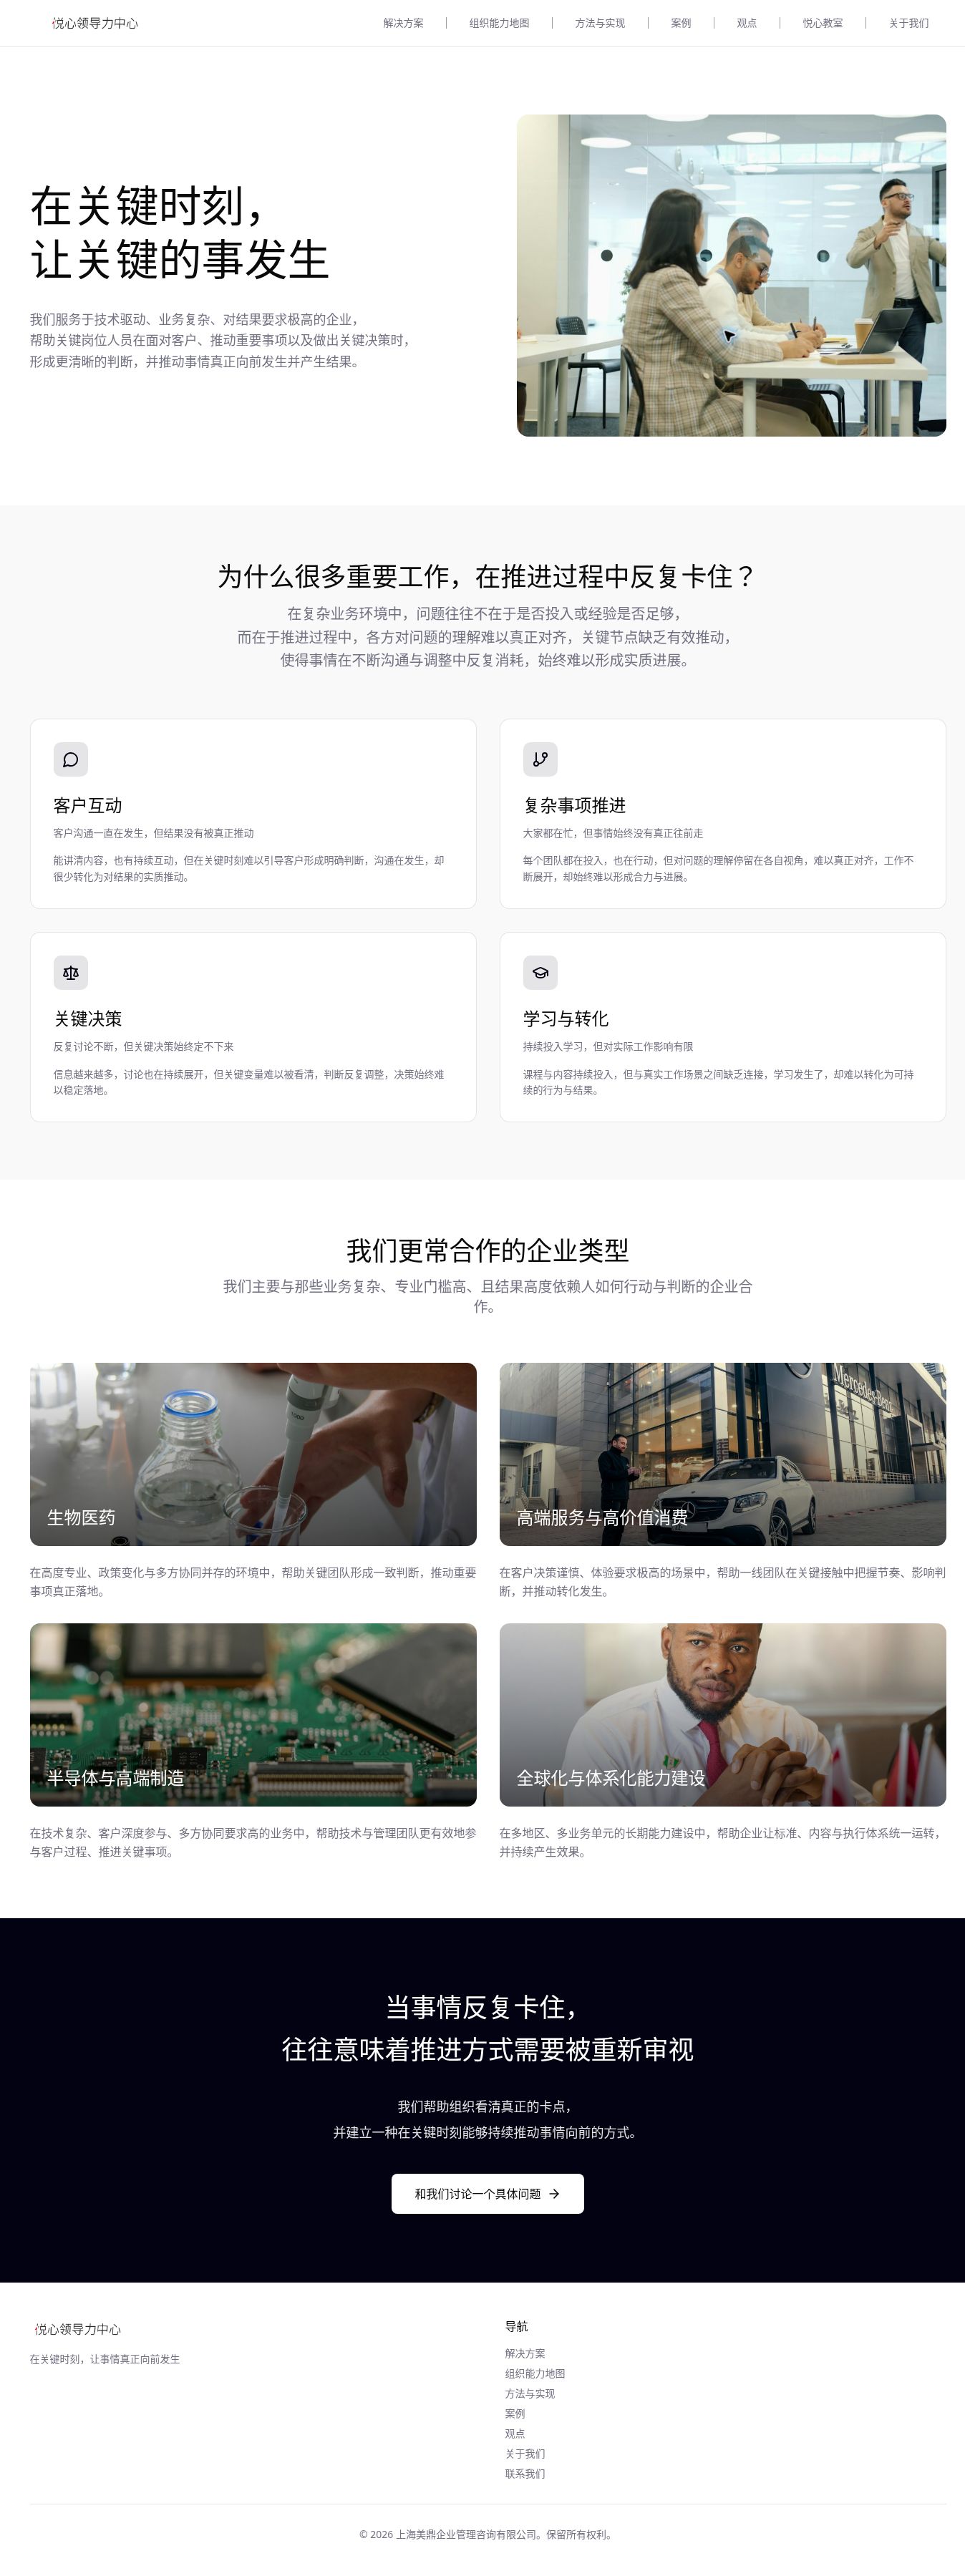 悦心领导力中心
解决方案
组织能力地图
方法与实现
案例
观点
悦心教室
关于我们
在关键时刻，
让关键的事发生
我们服务于技术驱动、业务复杂、对结果要求极高的企业，
帮助关键岗位人员在面对客户、推动重要事项以及做出关键决策时，
形成更清晰的判断，并推动事情真正向前发生并产生结果。
为什么很多重要工作，在推进过程中反复卡住？
在复杂业务环境中，问题往往不在于是否投入或经验是否足够，
而在于推进过程中，各方对问题的理解难以真正对齐，关键节点缺乏有效推动，
使得事情在不断沟通与调整中反复消耗，始终难以形成实质进展。
客户互动
客户沟通一直在发生，但结果没有被真正推动
能讲清内容，也有持续互动，但在关键时刻难以引导客户形成明确判断，沟通在发生，却
很少转化为对结果的实质推动。
复杂事项推进
大家都在忙，但事情始终没有真正往前走
每个团队都在投入，也在行动，但对问题的理解停留在各自视角，难以真正对齐，工作不
断展开，却始终难以形成合力与进展。
关键决策
反复讨论不断，但关键决策始终定不下来
信息越来越多，讨论也在持续展开，但关键变量难以被看清，判断反复调整，决策始终难
以稳定落地。
学习与转化
持续投入学习，但对实际工作影响有限
课程与内容持续投入，但与真实工作场景之间缺乏连接，学习发生了，却难以转化为可持
续的行为与结果。
我们更常合作的企业类型
我们主要与那些业务复杂、专业门槛高、且结果高度依赖人如何行动与判断的企业合
作。
生物医药
在高度专业、政策变化与多方协同并存的环境中，帮助关键团队形成一致判断，推动重要
事项真正落地。
Mercedes-Benz
高端服务与高价值消费
在客户决策谨慎、体验要求极高的场景中，帮助一线团队在关键接触中把握节奏、影响判
断，并推动转化发生。
半导体与高端制造
在技术复杂、客户深度参与、多方协同要求高的业务中，帮助技术与管理团队更有效地参
与客户过程、推进关键事项。
全球化与体系化能力建设
在多地区、多业务单元的长期能力建设中，帮助企业让标准、内容与执行体系统一运转，
并持续产生效果。
当事情反复卡住，
往往意味着推进方式需要被重新审视
我们帮助组织看清真正的卡点，
并建立一种在关键时刻能够持续推动事情向前的方式。
和我们讨论一个具体问题
悦心领导力中心
在关键时刻，让事情真正向前发生
导航
解决方案
组织能力地图
方法与实现
案例
观点
关于我们
联系我们
© 2026 上海美鼎企业管理咨询有限公司。保留所有权利。